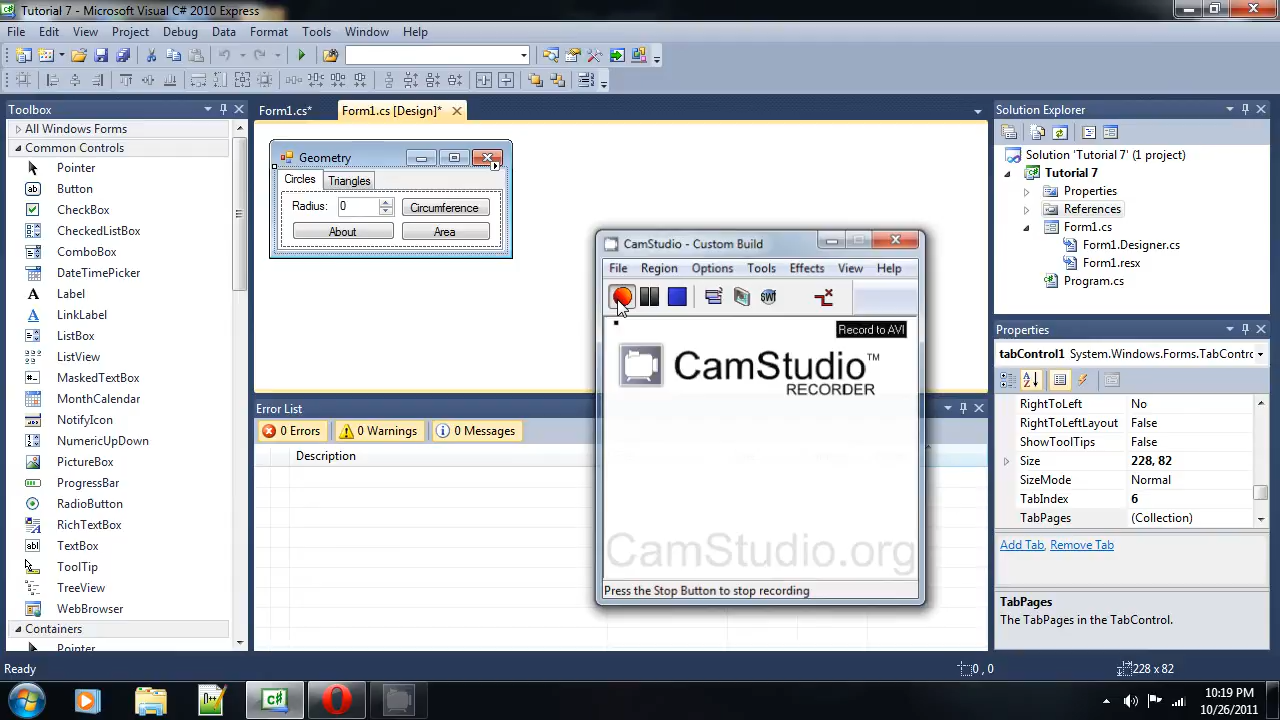 Tutorial 7 - Microsoft Visual C# 2010 Express
File Edit View Project Debug Data Format Tools Window Help
Toolbox
All Windows Forms
Common Controls
Pointer
Button
CheckBox
CheckedListBox
ComboBox
DateTimePicker
Label
LinkLabel
ListBox
ListView
MaskedTextBox
MonthCalendar
NotifyIcon
NumericUpDown
PictureBox
ProgressBar
RadioButton
RichTextBox
TextBox
ToolTip
TreeView
WebBrowser
Containers
Pointer
Form1.cs* Form1.cs [Design]*
Geometry
Circles Triangles
Radius: 0 Circumference
About Area
CamStudio - Custom Build
File Region Options Tools Effects View Help
Record to AVI
CamStudio™
RECORDER
CamStudio.org
Press the Stop Button to stop recording
Error List
0 Errors 0 Warnings 0 Messages
Description
Solution Explorer
Solution 'Tutorial 7' (1 project)
Tutorial 7
Properties
References
Form1.cs
Form1.Designer.cs
Form1.resx
Program.cs
Properties
tabControl1 System.Windows.Forms.TabContro
RightToLeft No
RightToLeftLayout False
ShowToolTips False
Size 228, 82
SizeMode Normal
TabIndex 6
TabPages (Collection)
Add Tab, Remove Tab
TabPages
The TabPages in the TabControl.
Ready 0 , 0 228 x 82
10:19 PM
10/26/2011